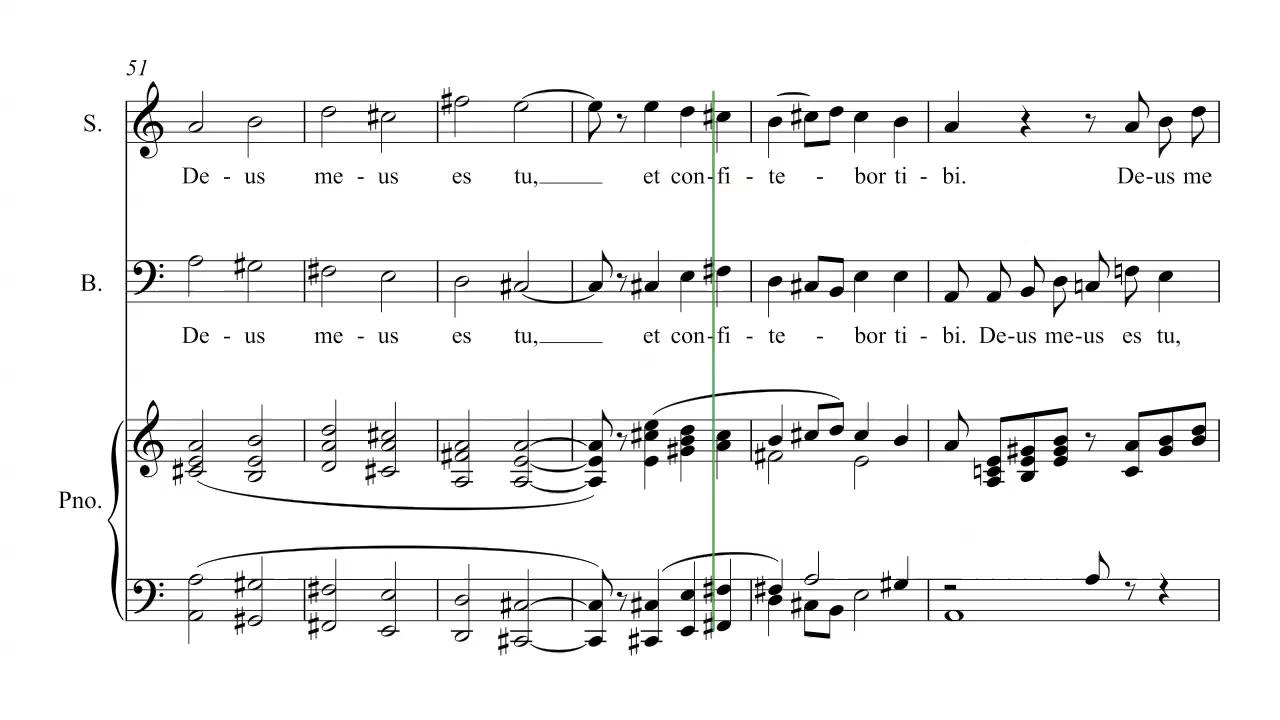 51
S.
De - us me - us es tu, et con-fi - te - bor ti - bi. De-us me
B.
De - us me - us es tu, et con-fi - te - bor ti - bi. De-us me-us es tu,
Pno.